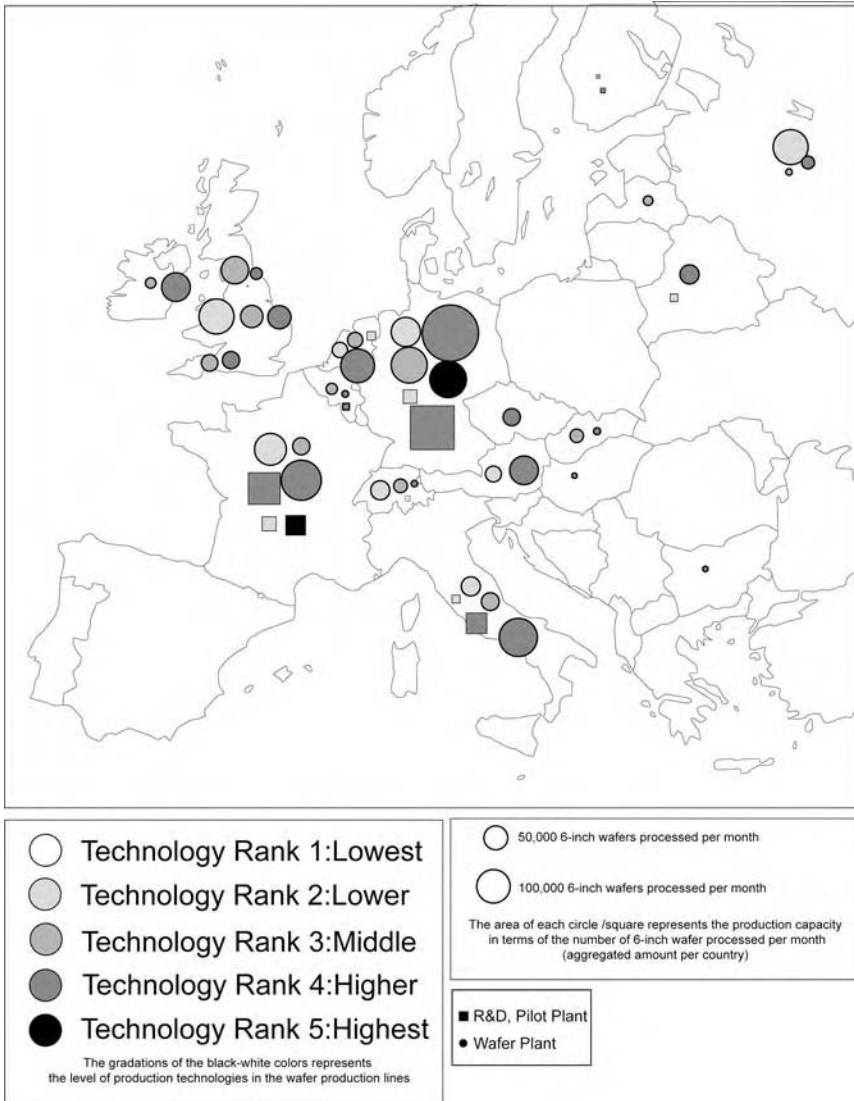 Technology Rank 1:Lowest
Technology Rank 2:Lower
Technology Rank 3:Middle
Technology Rank 4:Higher
Technology Rank 5:Highest
The gradations of the black-white colors represents
the level of production technologies in the wafer production lines
50,000 6-inch wafers processed per month
100,000 6-inch wafers processed per month
The area of each circle /square represents the production capacity
in terms of the number of 6-inch wafer processed per month
(aggregated amount per country)
R&D, Pilot Plant
Wafer Plant